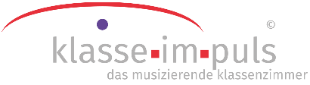 ©
klasse▪im▪puls
das musizierende klassenzimmer